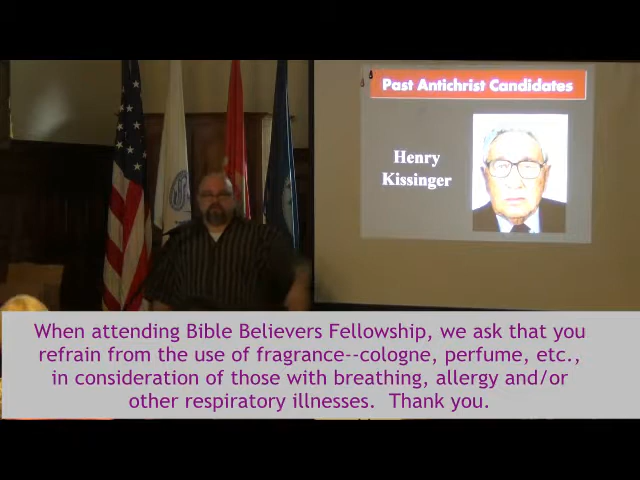 Past Antichrist Candidates
Henry
Kissinger
When attending Bible Believers Fellowship, we ask that you
refrain from the use of fragrance--cologne, perfume, etc.,
in consideration of those with breathing, allergy and/or
other respiratory illnesses.  Thank you.